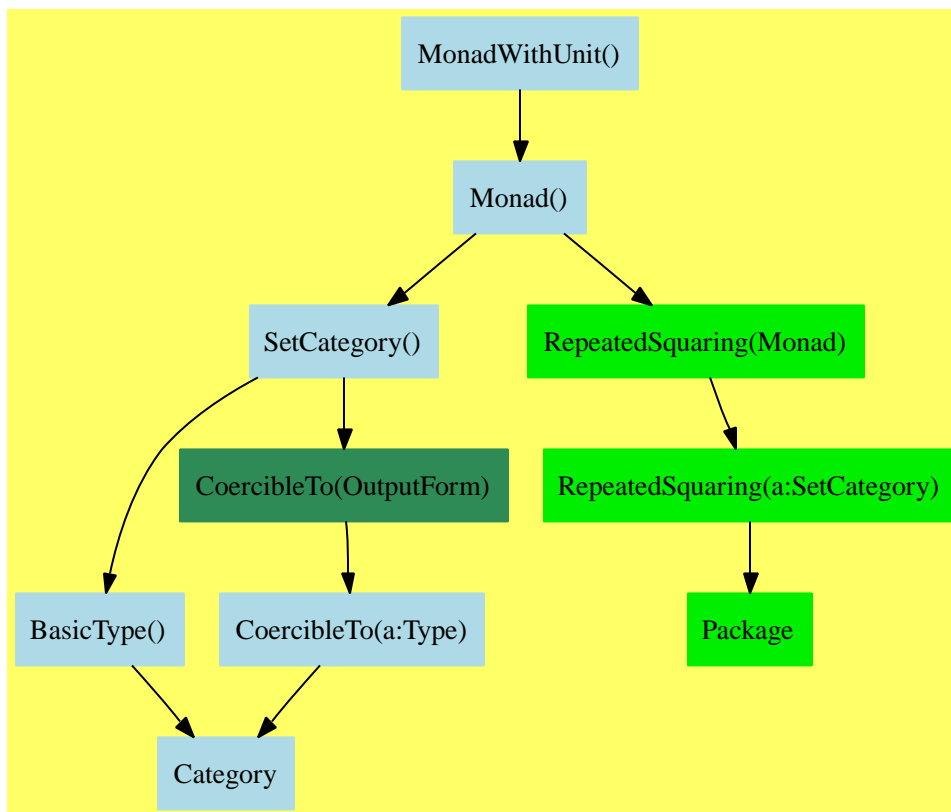 MonadWithUnit()
Monad()
SetCategory()
RepeatedSquaring(Monad)
CoercibleTo(OutputForm)
RepeatedSquaring(a:SetCategory)
BasicType()
CoercibleTo(a:Type)
Package
Category